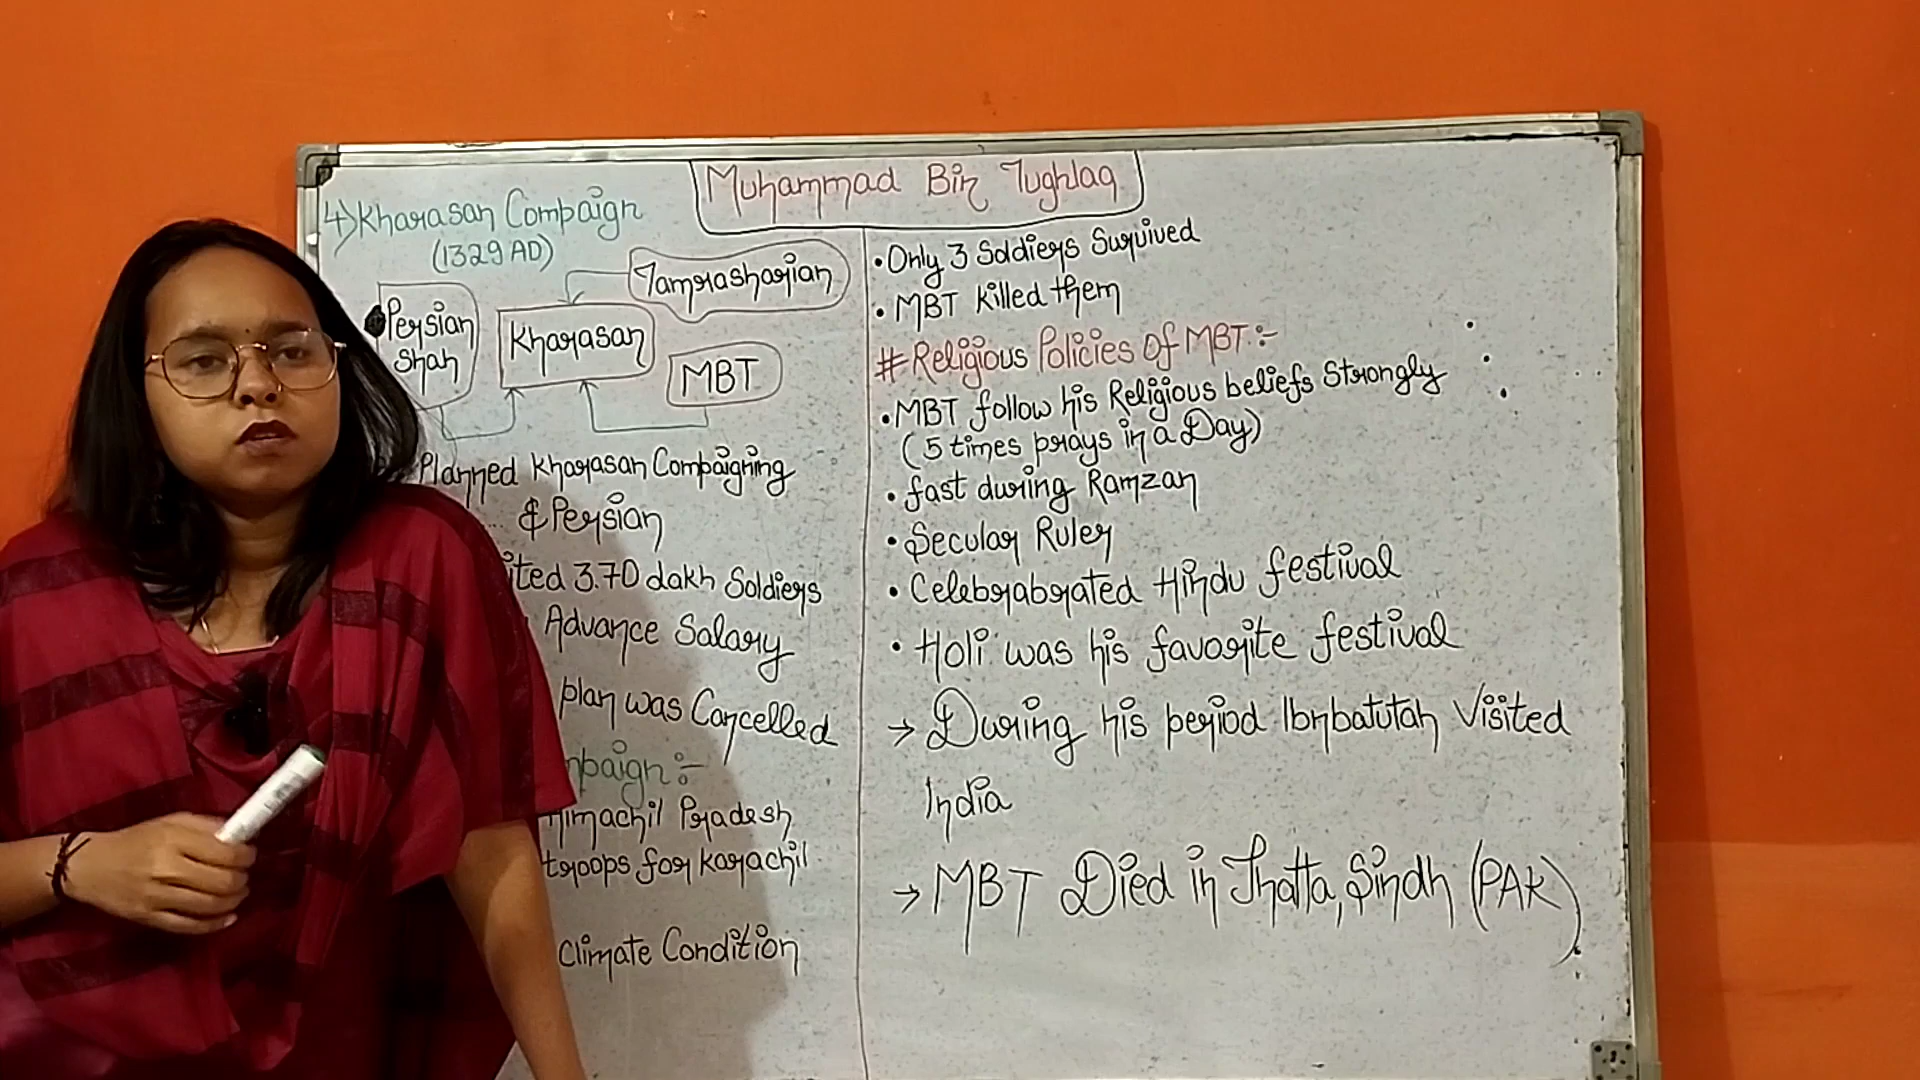 Muhammad Bin Tughlaq
4) Kharasan Compaign
(1329 AD)
Tamrasharian
Persian
Shah
Kharasan
MBT
Planned Kharasan Compaigning
& Persian
ited 3.70 dakh Soldiers
Advance Salary
plan was Cancelled
npaign :-
Himachil Pradesh
troops for karachil
Climate Condition
• Only 3 Soldiers Survived
• MBT killed them
# Religious Policies Of MBT :-
• MBT follow his Religious beliefs Strongly
(5 times prays in a Day)
• fast during Ramzan
• Secular Ruler
• Celebrabrated Hindu festival
• Holi was his favorite festival
→ During his period Ibnbatutah Visited
India
→ MBT Died in Thatta, Sindh (PAK)